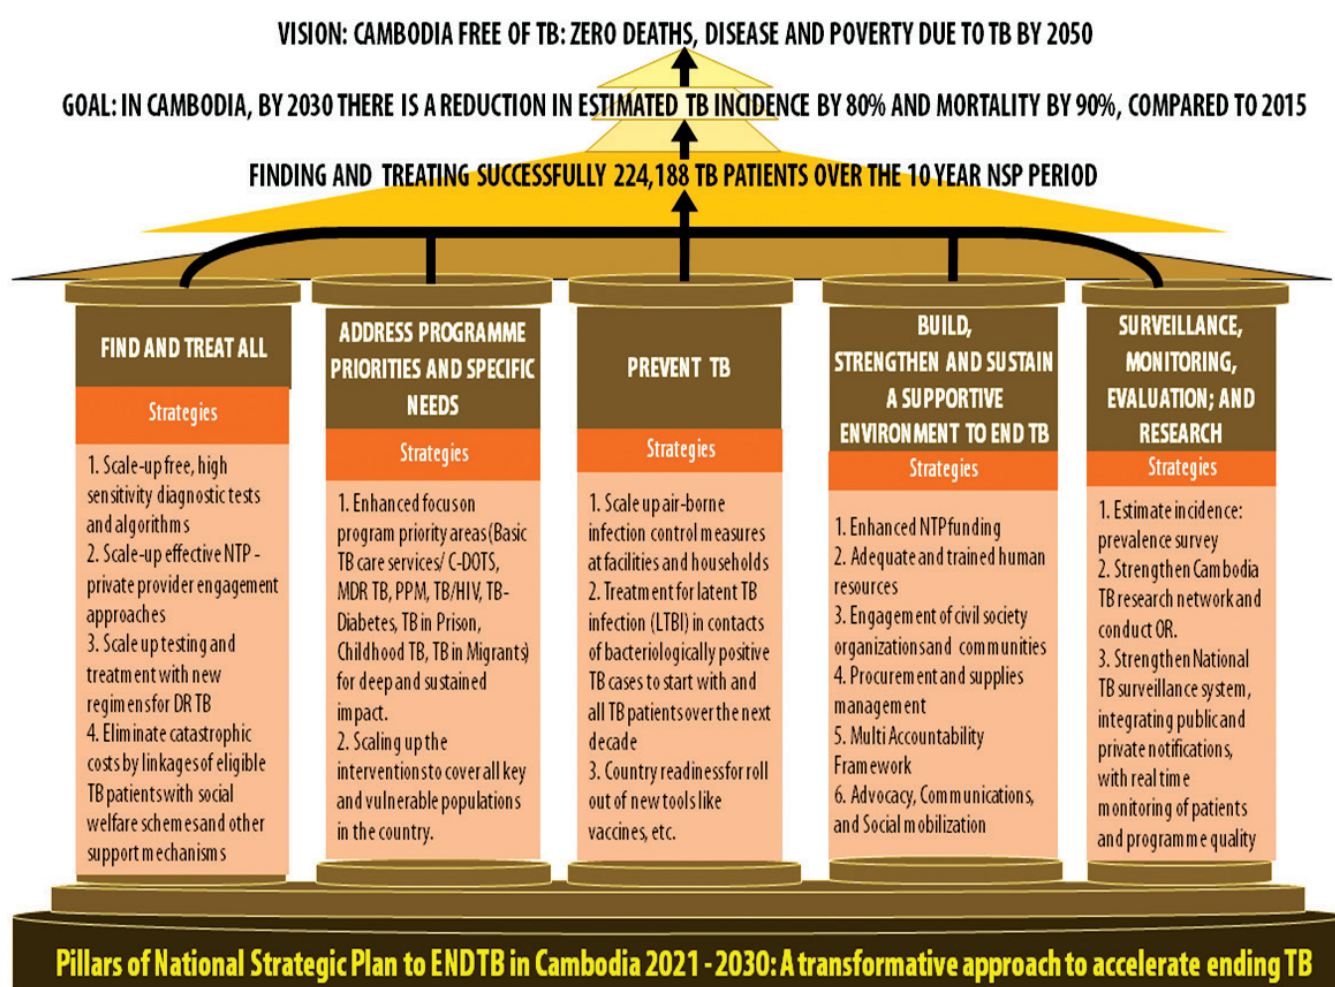 VISION: CAMBODIA FREE OF TB: ZERO DEATHS, DISEASE AND POVERTY DUE TO TB BY 2050
GOAL: IN CAMBODIA, BY 2030 THERE IS A REDUCTION IN ESTIMATED TB INCIDENCE BY 80% AND MORTALITY BY 90%, COMPARED TO 2015
FINDING AND TREATING SUCCESSFULLY 224,188 TB PATIENTS OVER THE 10 YEAR NSP PERIOD
FIND AND TREAT ALL
Strategies
1. Scale-up free, high
sensitivity diagnostic tests
and algorithms
2. Scale-up effective NTP -
private provider engagement
approaches
3. Scale up testing and
treatment with new
regimens for DR TB
4. Eliminate catastrophic
costs by linkages of eligible
TB patients with social
welfare schemes and other
support mechanisms
ADDRESS PROGRAMME
PRIORITIES AND SPECIFIC
NEEDS
Strategies
1. Enhanced focus on
program priority areas (Basic
TB care services/ C-DOTS,
MDR TB, PPM, TB/HIV, TB-
Diabetes, TB in Prison,
Childhood TB, TB in Migrants)
for deep and sustained
impact.
2. Scaling up the
interventions to cover all key
and vulnerable populations
in the country.
PREVENT TB
Strategies
1. Scale up air-borne
infection control measures
at facilities and households
2. Treatment for latent TB
infection (LTBI) in contacts
of bacteriologically positive
TB cases to start with and
all TB patients over the next
decade
3. Country readiness for roll
out of new tools like
vaccines, etc.
BUILD,
STRENGTHEN AND SUSTAIN
A SUPPORTIVE
ENVIRONMENT TO END TB
Strategies
1. Enhanced NTP funding
2. Adequate and trained human
resources
3. Engagement of civil society
organizations and communities
4. Procurement and supplies
management
5. Multi Accountability
Framework
6. Advocacy, Communications,
and Social mobilization
SURVEILLANCE,
MONITORING,
EVALUATION; AND
RESEARCH
Strategies
1. Estimate incidence:
prevalence survey
2. Strengthen Cambodia
TB research network and
conduct OR.
3. Strengthen National
TB surveillance system,
integrating public and
private notifications,
with real time
monitoring of patients
and programme quality
Pillars of National Strategic Plan to ENDTB in Cambodia 2021 - 2030: A transformative approach to accelerate ending TB